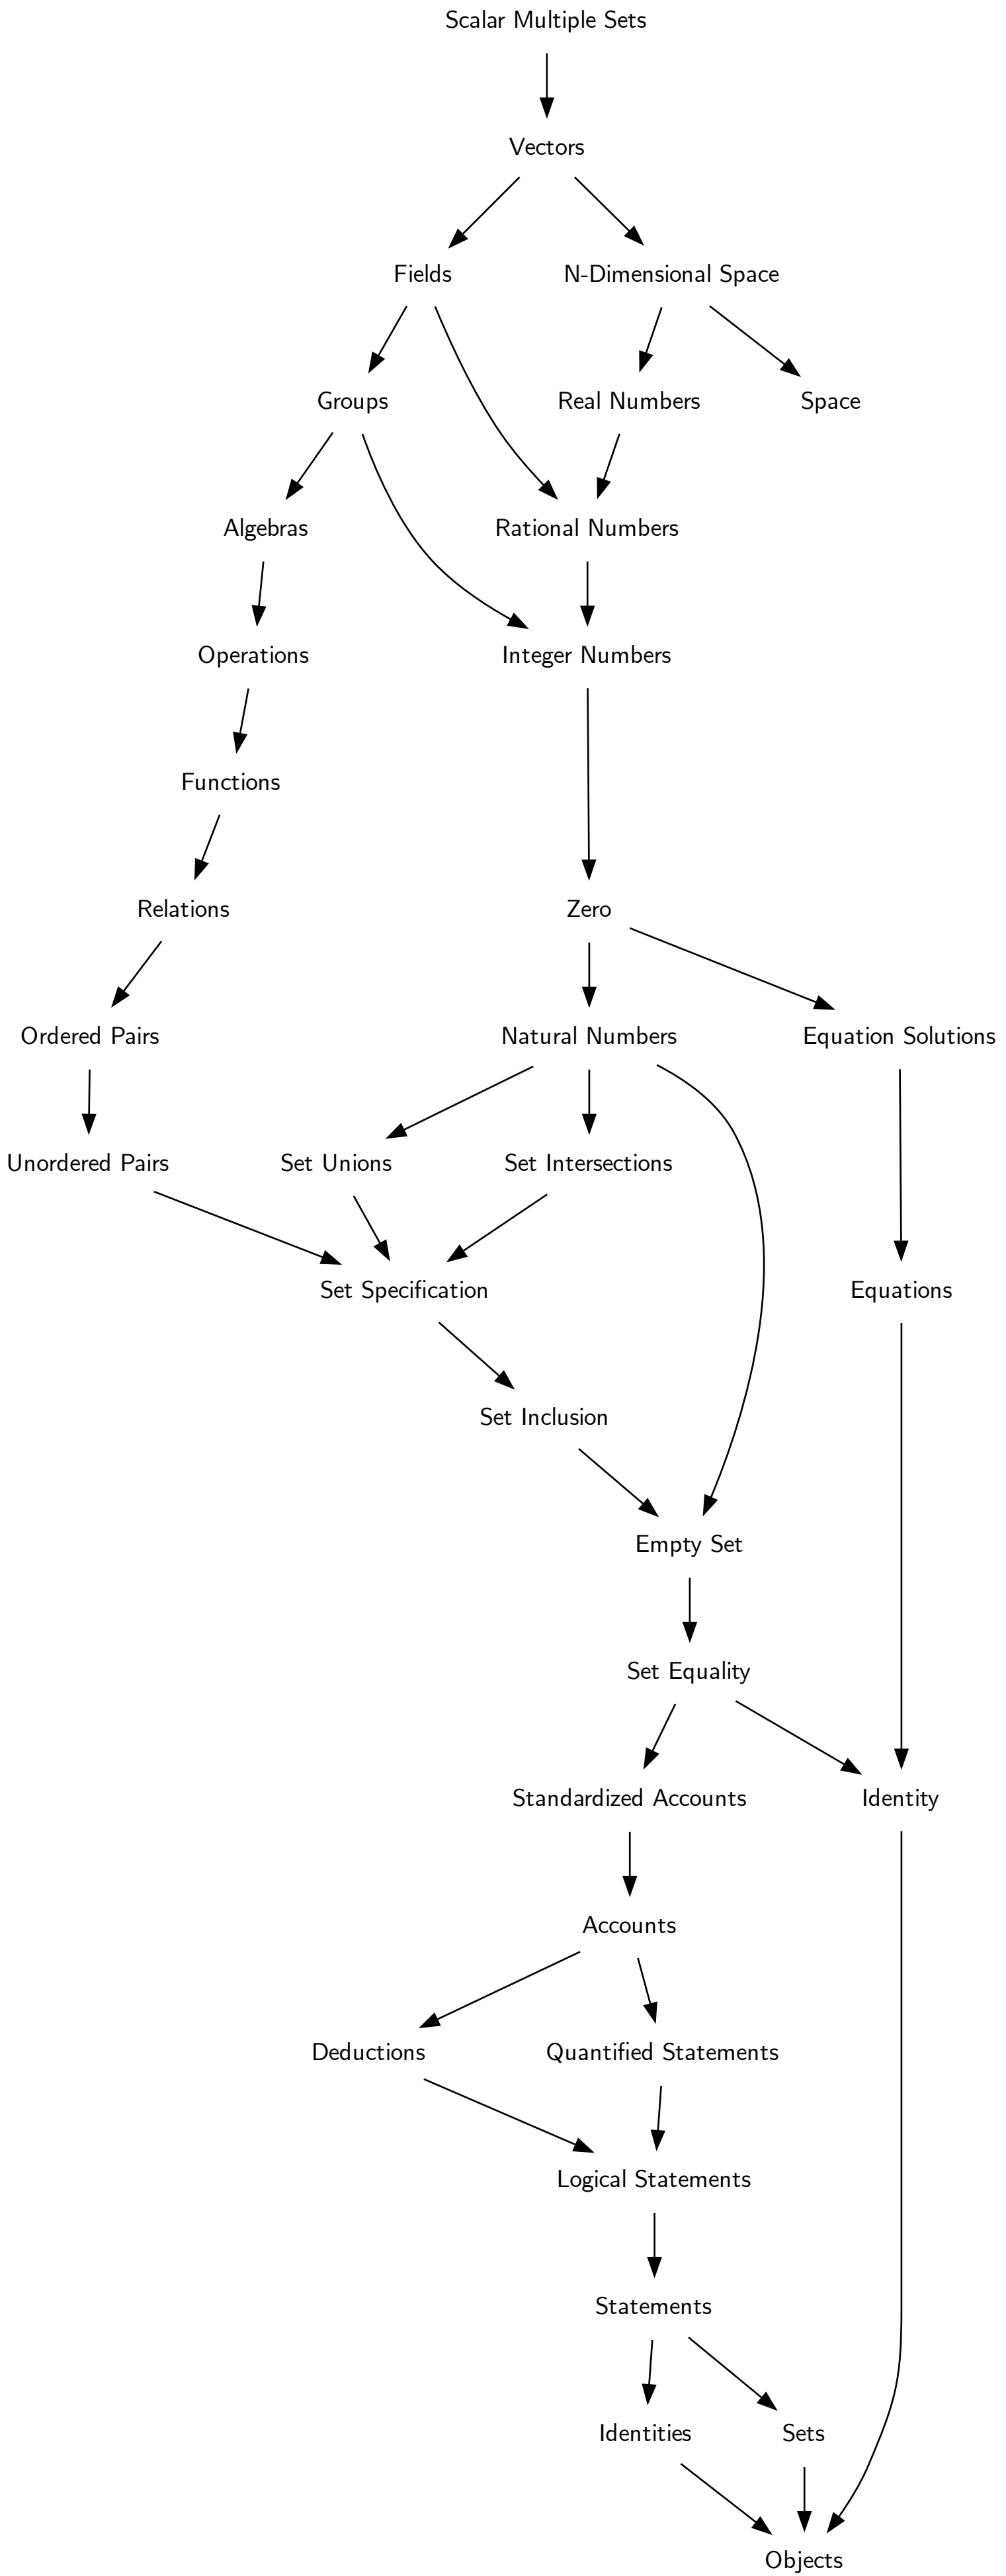 Scalar Multiple Sets
Vectors
Fields
N-Dimensional Space
Groups
Real Numbers
Space
Algebras
Rational Numbers
Operations
Integer Numbers
Functions
Relations
Zero
Ordered Pairs
Natural Numbers
Equation Solutions
Unordered Pairs
Set Unions
Set Intersections
Set Specification
Equations
Set Inclusion
Empty Set
Set Equality
Standardized Accounts
Identity
Accounts
Deductions
Quantified Statements
Logical Statements
Statements
Identities
Sets
Objects